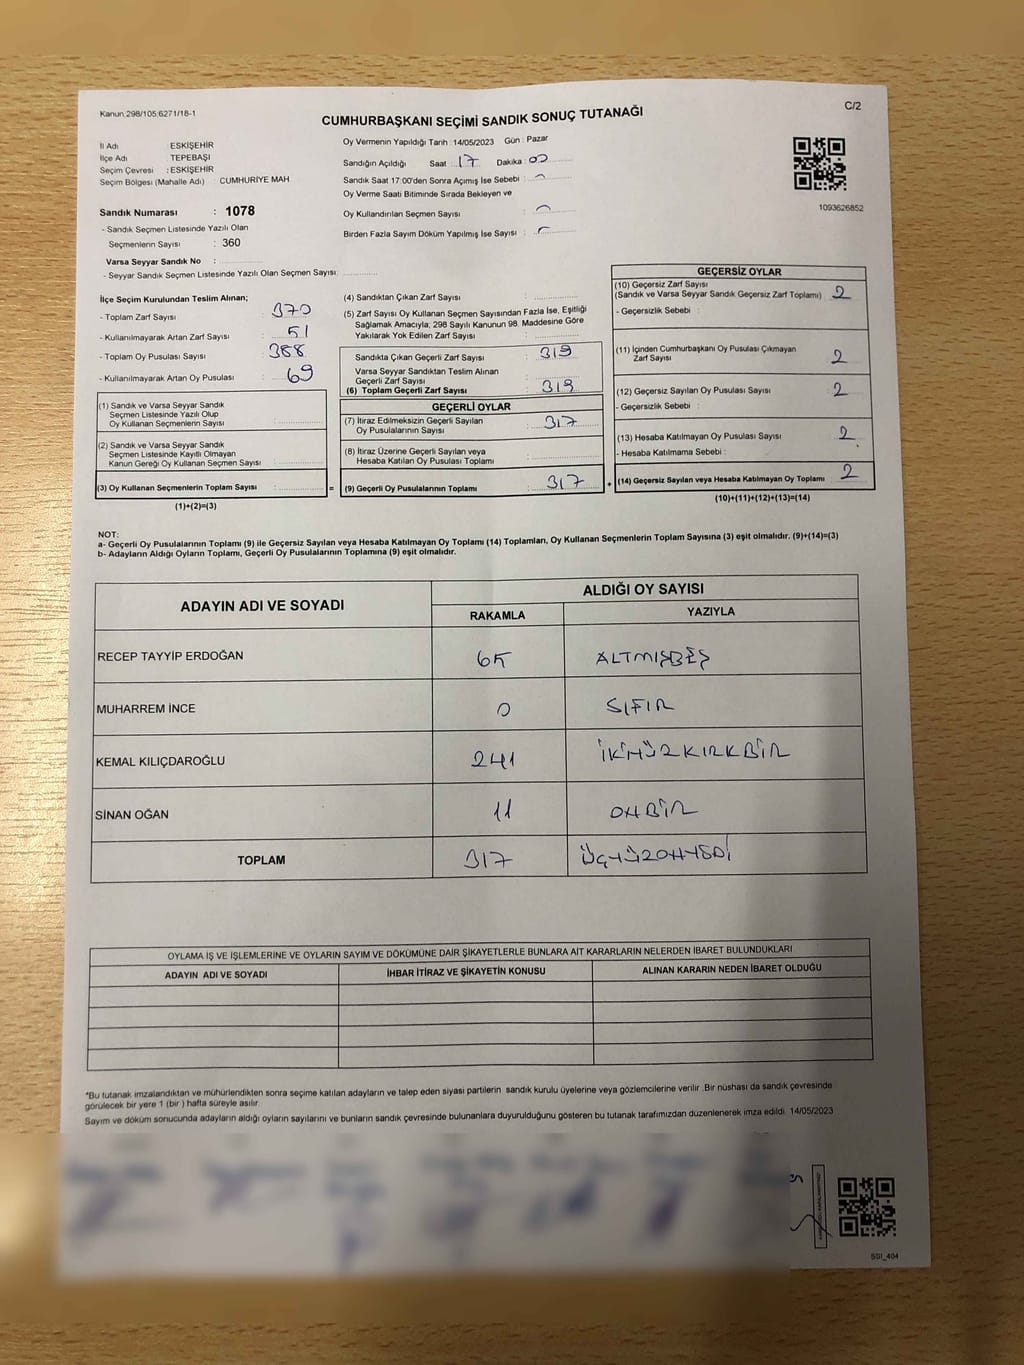 Kanun:298/105;6271/18-1
C/2
CUMHURBAŞKANI SEÇİMİ SANDIK SONUÇ TUTANAĞI
İl Adı ESKİŞEHİR
İlçe Adı TEPEBAŞI
Seçim Çevresi : ESKİŞEHİR
Seçim Bölgesi (Mahalle Adı) CUMHURİYE MAH.
Sandık Numarası : 1078
- Sandık Seçmen Listesinde Yazılı Olan
Seçmenlerin Sayısı : 360
Varsa Seyyar Sandık No :
- Seyyar Sandık Seçmen Listesinde Yazılı Olan Seçmen Sayısı:
Oy Vermenin Yapıldığı Tarih :14/05/2023 Gün : Pazar
Sandığın Açıldığı Saat : 17 Dakika : 00
Sandık Saat 17:00'den Sonra Açımış İse Sebebi :
Oy Verme Saati Bitiminde Sırada Bekleyen ve
Oy Kullandırılan Seçmen Sayısı :
Birden Fazla Sayım Döküm Yapılmış İse Sayısı :
1093626852
İlçe Seçim Kurulundan Teslim Alınan;
- Toplam Zarf Sayısı : 370
- Kullanılmayarak Artan Zarf Sayısı : 51
- Toplam Oy Pusulası Sayısı : 388
- Kullanılmayarak Artan Oy Pusulası : 69
(1) Sandık ve Varsa Seyyar Sandık
Seçmen Listesinde Yazılı Olup
Oy Kullanan Seçmenlerin Sayısı :
(2) Sandık ve Varsa Seyyar Sandık
Seçmen Listesinde Kayıtlı Olmayan
Kanun Gereği Oy Kullanan Seçmen Sayısı :
(3) Oy Kullanan Seçmenlerin Toplam Sayısı :
(1)+(2)=(3)
(4) Sandıktan Çıkan Zarf Sayısı :
(5) Zarf Sayısı Oy Kullanan Seçmen Sayısından Fazla İse, Eşitliği
Sağlamak Amacıyla; 298 Sayılı Kanunun 98. Maddesine Göre
Yakılarak Yok Edilen Zarf Sayısı :
Sandıkta Çıkan Geçerli Zarf Sayısı : 319
Varsa Seyyar Sandıktan Teslim Alınan
Geçerli Zarf Sayısı :
(6) Toplam Geçerli Zarf Sayısı : 319
GEÇERLİ OYLAR
(7) İtiraz Edilmeksizin Geçerli Sayılan
Oy Pusulalarının Sayısı : 317
(8) İtiraz Üzerine Geçerli Sayılan veya
Hesaba Katılan Oy Pusulası Toplamı :
= (9) Geçerli Oy Pusulalarının Toplamı : 317 +
GEÇERSİZ OYLAR
(10) Geçersiz Zarf Sayısı
(Sandık ve Varsa Seyyar Sandık Geçersiz Zarf Toplamı) : 2
- Geçersizlik Sebebi :
(11) İçinden Cumhurbaşkanı Oy Pusulası Çıkmayan
Zarf Sayısı : 2
(12) Geçersiz Sayılan Oy Pusulası Sayısı : 2
- Geçersizlik Sebebi :
(13) Hesaba Katılmayan Oy Pusulası Sayısı : 2
- Hesaba Katılmama Sebebi :
(14) Geçersiz Sayılan veya Hesaba Katılmayan Oy Toplamı : 2
(10)+(11)+(12)+(13)=(14)
NOT:
a- Geçerli Oy Pusulalarının Toplamı (9) ile Geçersiz Sayılan veya Hesaba Katılmayan Oy Toplamı (14) Toplamları, Oy Kullanan Seçmenlerin Toplam Sayısına (3) eşit olmalıdır. (9)+(14)=(3)
b- Adayların Aldığı Oyların Toplamı, Geçerli Oy Pusulalarının Toplamına (9) eşit olmalıdır.
ADAYIN ADI VE SOYADI
ALDIĞI OY SAYISI
RAKAMLA YAZIYLA
RECEP TAYYİP ERDOĞAN 65 ALTMIŞBEŞ
MUHARREM İNCE 0 SIFIR
KEMAL KILIÇDAROĞLU 241 İKİYÜZKIRKBİR
SİNAN OĞAN 11 ONBİR
TOPLAM 317 ÜÇYÜZONYEDİ
OYLAMA İŞ VE İŞLEMLERİNE VE OYLARIN SAYIM VE DÖKÜMÜNE DAİR ŞİKAYETLERLE BUNLARA AİT KARARLARIN NELERDEN İBARET BULUNDUKLARI
ADAYIN ADI VE SOYADI İHBAR İTİRAZ VE ŞİKAYETİN KONUSU ALINAN KARARIN NEDEN İBARET OLDUĞU
*Bu tutanak imzalandıktan ve mühürlendikten sonra seçime katılan adayların ve talep eden siyasi partilerin sandık kurulu üyelerine veya gözlemcilerine verilir .Bir nüshası da sandık çevresinde
görülecek bir yere 1 (bir ) hafta süreyle asılır.
Sayım ve döküm sonucunda adayların aldığı oyların sayılarını ve bunların sandık çevresinde bulunanlara duyurulduğunu gösteren bu tutanak tarafımızdan düzenlenerek imza edildi. 14/05/2023
SSI_404